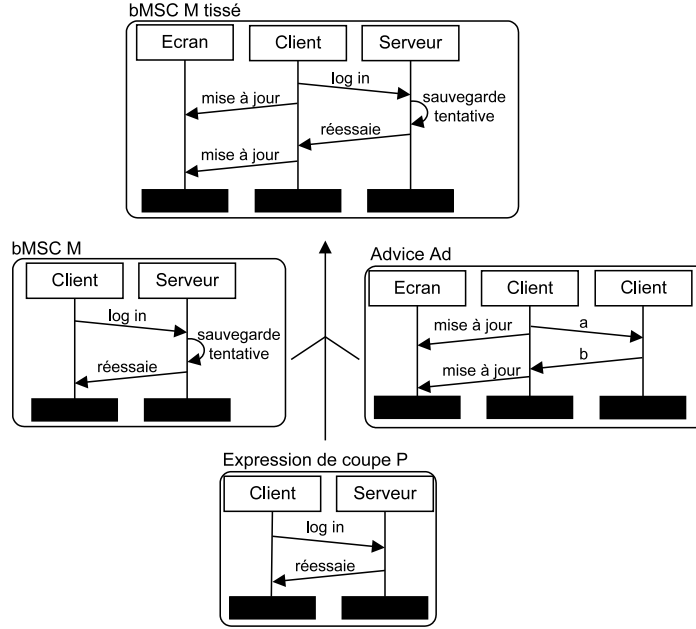 bMSC M tissé
Ecran Client Serveur
log in
mise à jour
sauvegarde
tentative
réessaie
mise à jour
bMSC M
Client Serveur
log in
sauvegarde
tentative
réessaie
Advice Ad
Ecran Client Client
mise à jour a
b
mise à jour
Expression de coupe P
Client Serveur
log in
réessaie